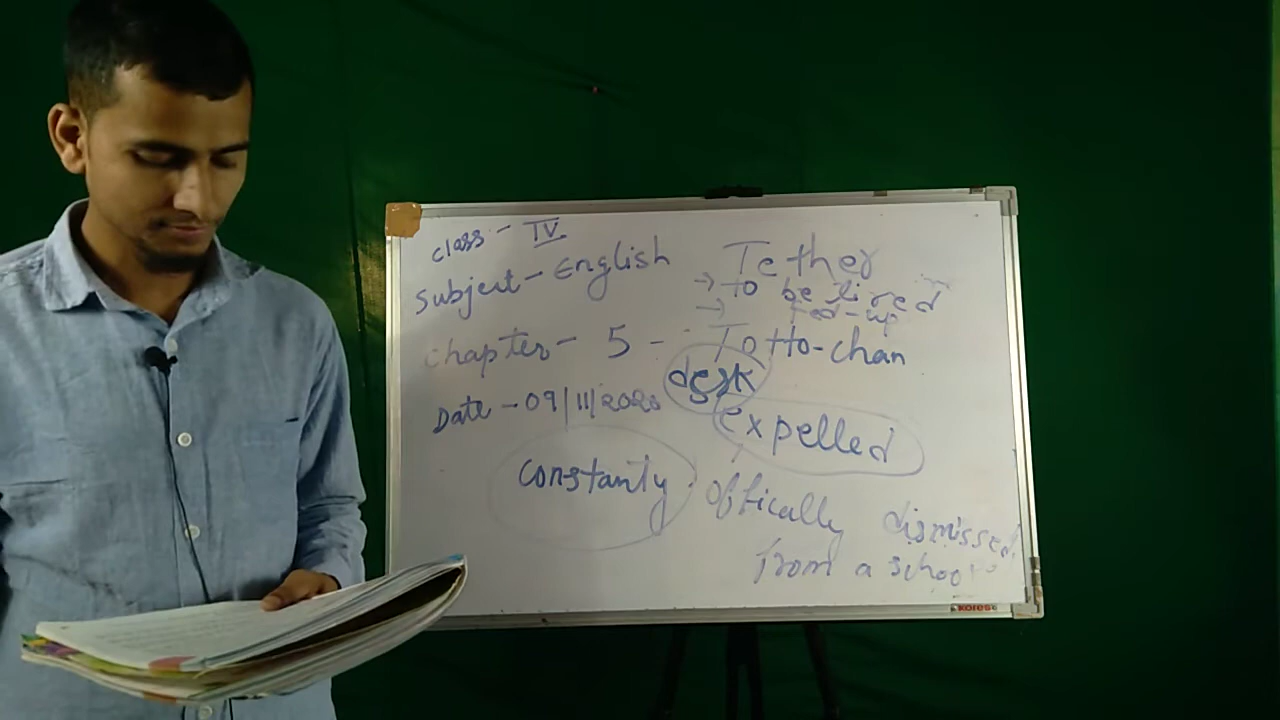 class - IV
Subject - English
Chapter - 5 - Totto-chan
Date - 09/11/2020
Tether
→ to be tired
→ fed-up
desk
expelled
constantly
offically dismissed
from a school
KORES